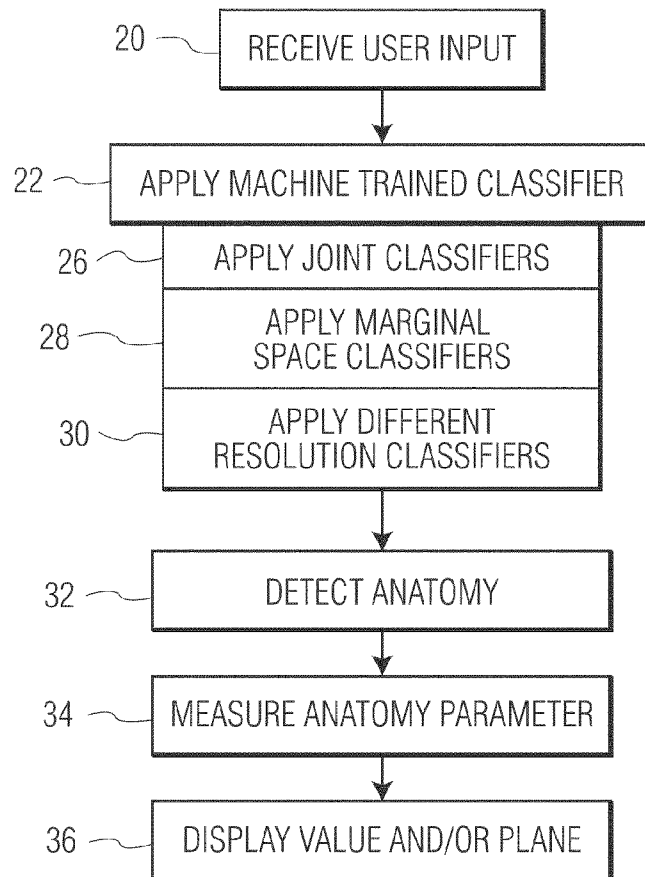 20
RECEIVE USER INPUT
22
APPLY MACHINE TRAINED CLASSIFIER
26
APPLY JOINT CLASSIFIERS
28
APPLY MARGINAL
SPACE CLASSIFIERS
30
APPLY DIFFERENT
RESOLUTION CLASSIFIERS
32
DETECT ANATOMY
34
MEASURE ANATOMY PARAMETER
36
DISPLAY VALUE AND/OR PLANE